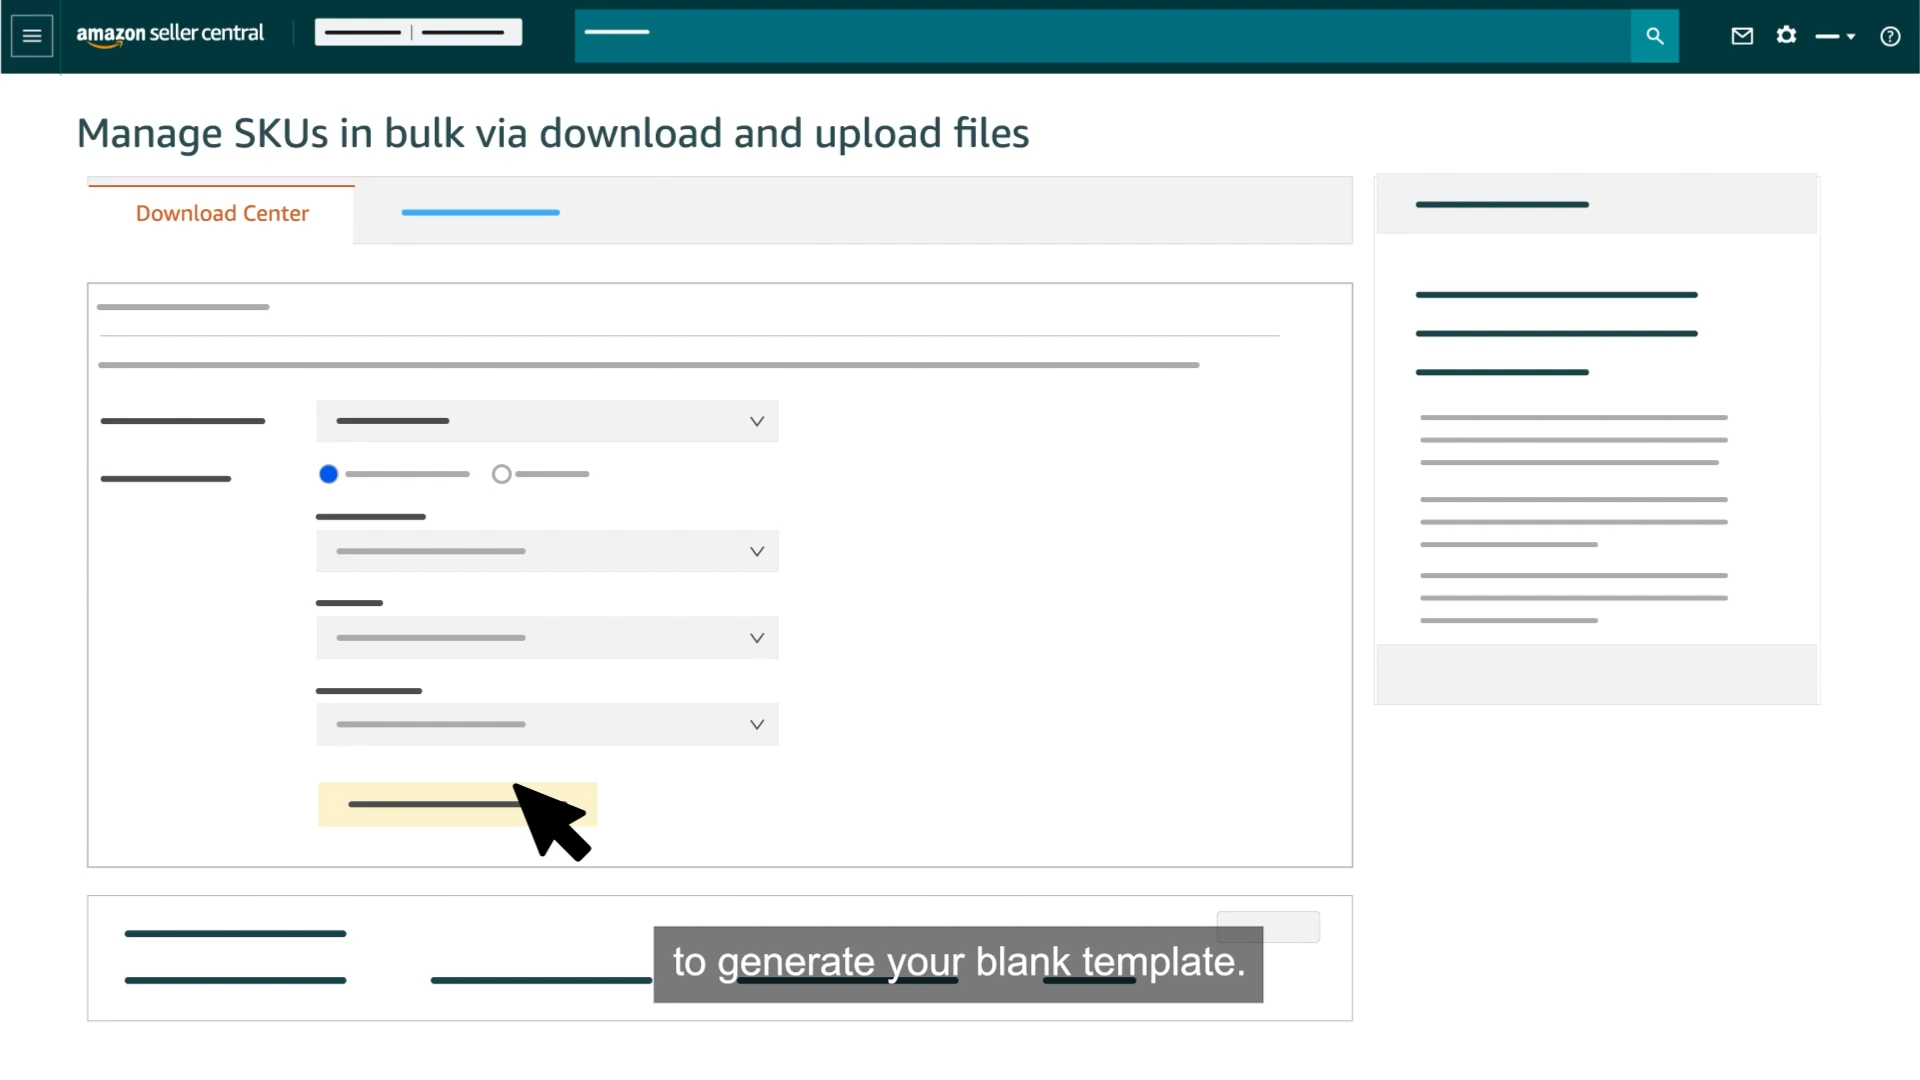 amazon seller central
Manage SKUs in bulk via download and upload files
Download Center
to generate your blank template.